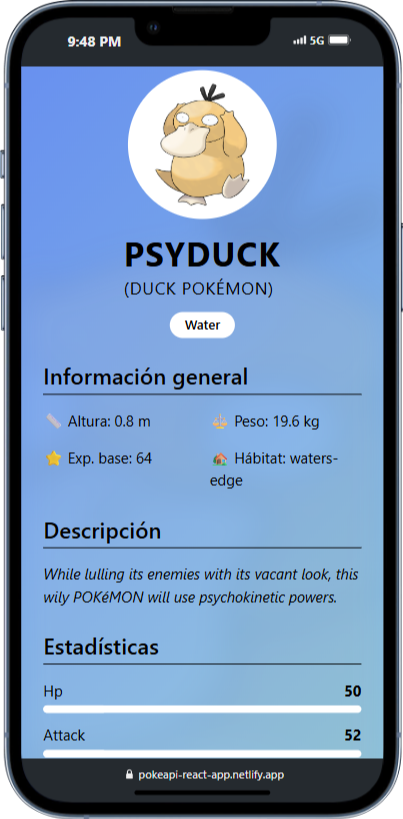 9:48 PM 5G
PSYDUCK
(DUCK POKÉMON)
Water
Información general
Altura: 0.8 m
Peso: 19.6 kg
Exp. base: 64
Hábitat: waters-
edge
Descripción
While lulling its enemies with its vacant look, this
wily POKéMON will use psychokinetic powers.
Estadísticas
Hp 50
Attack 52
pokeapi-react-app.netlify.app